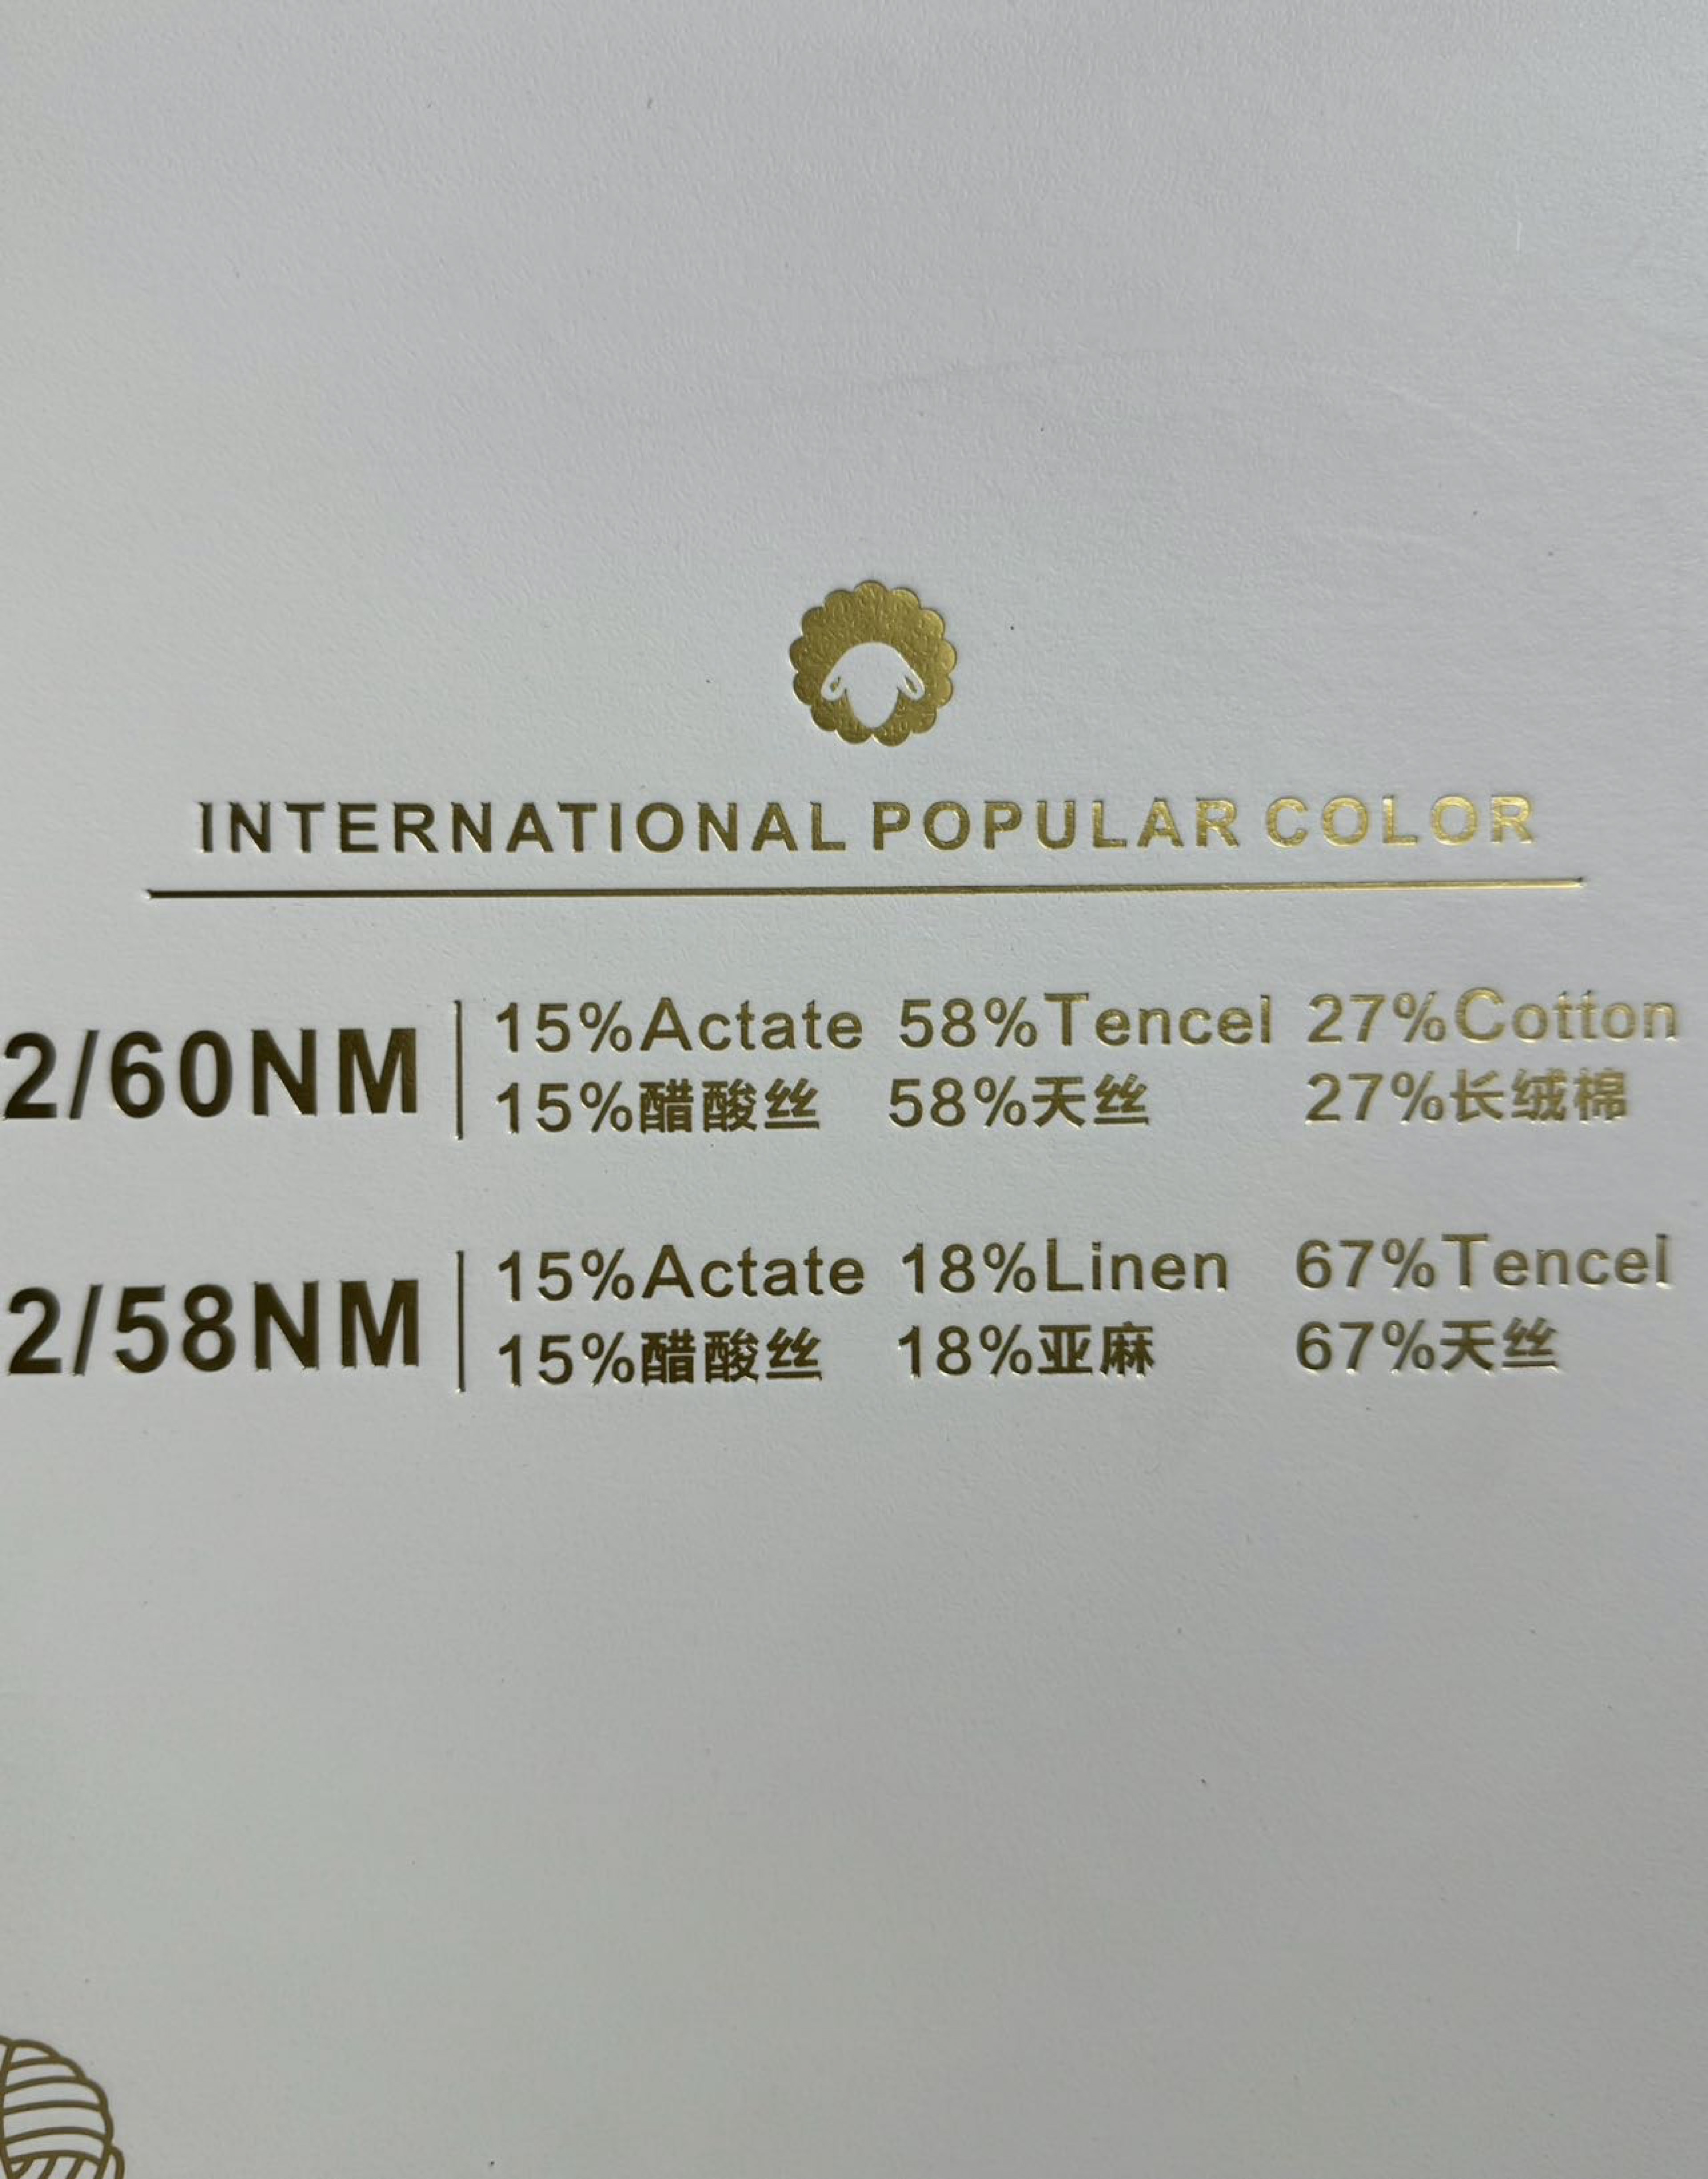 INTERNATIONAL POPULAR COLOR
2/60NM
15%Actate 58%Tencel 27%Cotton
15%醋酸丝 58%天丝 27%长绒棉
2/58NM
15%Actate 18%Linen 67%Tencel
15%醋酸丝 18%亚麻 67%天丝